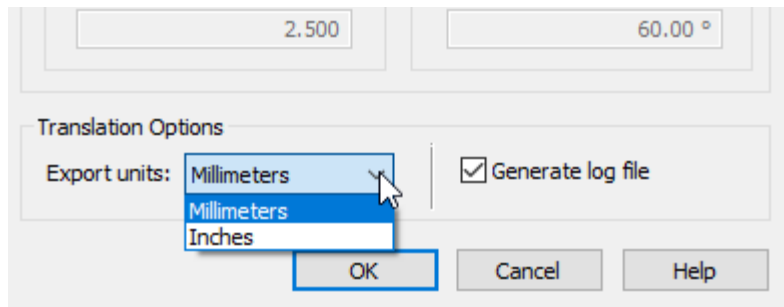 2.500 60.00 °
Translation Options
Export units: Millimeters Generate log file
Millimeters
Inches
OK Cancel Help